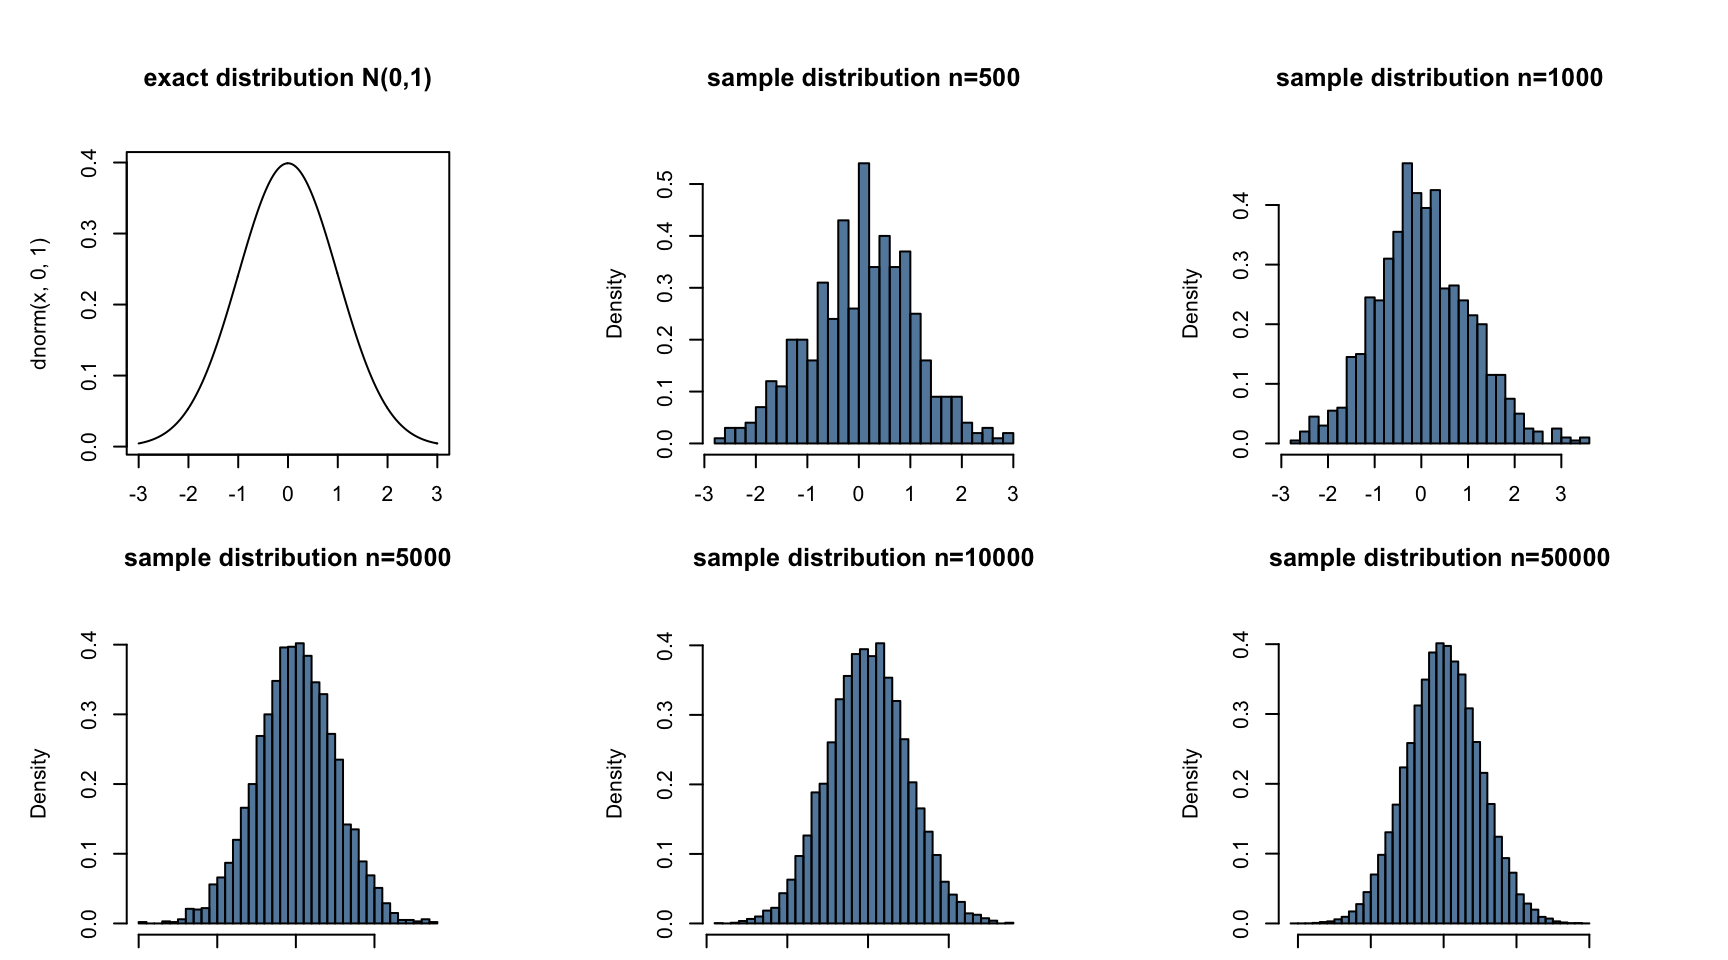 exact distribution N(0,1)
dnorm(x, 0, 1)
0.4
0.3
0.2
0.1
0.0
-3 -2 -1 0 1 2 3
sample distribution n=500
Density
0.5
0.4
0.3
0.2
0.1
0.0
-3 -2 -1 0 1 2 3
sample distribution n=1000
Density
0.4
0.3
0.2
0.1
0.0
-3 -2 -1 0 1 2 3
sample distribution n=5000
Density
0.4
0.3
0.2
0.1
0.0
sample distribution n=10000
Density
0.4
0.3
0.2
0.1
0.0
sample distribution n=50000
Density
0.4
0.3
0.2
0.1
0.0